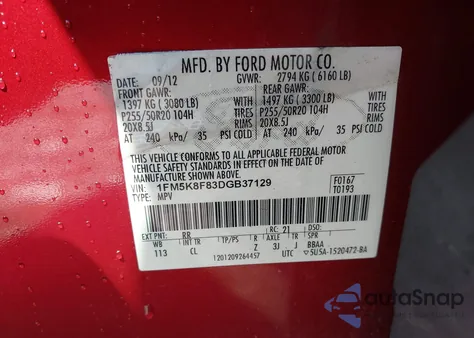 MFD. BY FORD MOTOR CO.
DATE: 09/12 GVWR: 2794 KG (6160 LB)
FRONT GAWR: REAR GAWR:
1397 KG (3080 LB) 1497 KG (3300 LB)
P255/50R20 104H TIRES P255/50R20 104H TIRES
20X8.5J RIMS 20X8.5J RIMS
AT 240 kPa/ 35 PSI COLD AT 240 kPa/ 35 PSI COLD
THIS VEHICLE CONFORMS TO ALL APPLICABLE FEDERAL MOTOR
VEHICLE SAFETY AND BUMPER STANDARDS IN EFFECT ON THE DATE OF
MANUFACTURE SHOWN ABOVE.
VIN: 1FM5K8F83DGB37129 F0167
TYPE: MPV T0193
EXT PNT: RR RC: 21 DSO:
WB INT TR TP/PS R AXLE TR SPR
113 CL Z 3J J BBAA
1201209264457 UTC 5U5A-1520472-BA
AutoSnap